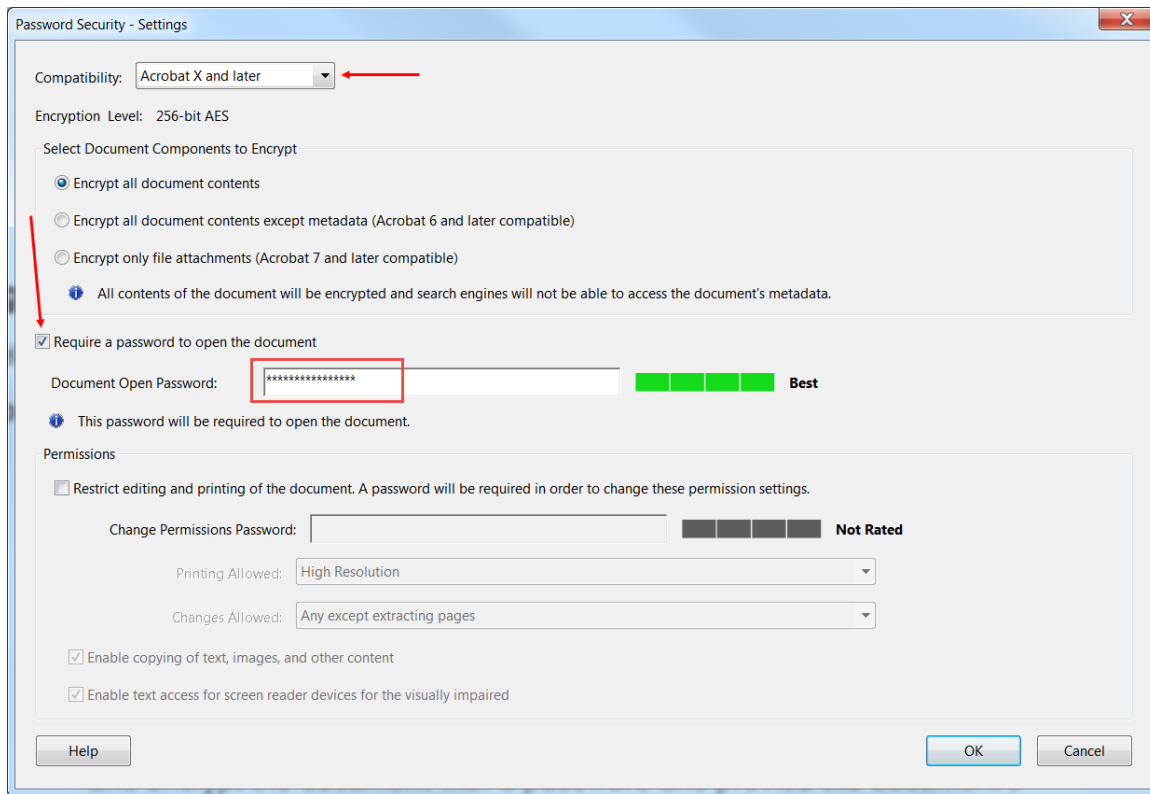 Password Security - Settings
Compatibility: Acrobat X and later
Encryption Level: 256-bit AES
Select Document Components to Encrypt
Encrypt all document contents
Encrypt all document contents except metadata (Acrobat 6 and later compatible)
Encrypt only file attachments (Acrobat 7 and later compatible)
All contents of the document will be encrypted and search engines will not be able to access the document's metadata.
Require a password to open the document
Document Open Password: **************** Best
This password will be required to open the document.
Permissions
Restrict editing and printing of the document. A password will be required in order to change these permission settings.
Change Permissions Password: Not Rated
Printing Allowed: High Resolution
Changes Allowed: Any except extracting pages
Enable copying of text, images, and other content
Enable text access for screen reader devices for the visually impaired
Help OK Cancel